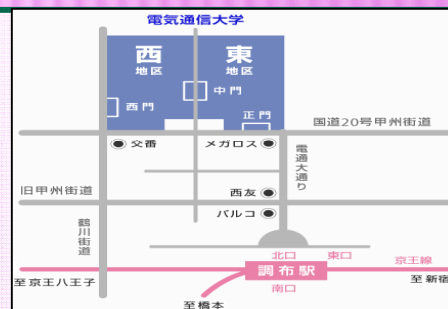 電気通信大学
西
地区
東
地区
中門
西門
正門
国道20号甲州街道
交番
メガロス
電通大通り
旧甲州街道
西友
パルコ
鶴川街道
北口
東口
京王線
調布駅
至京王八王子
至新宿
南口
至橋本